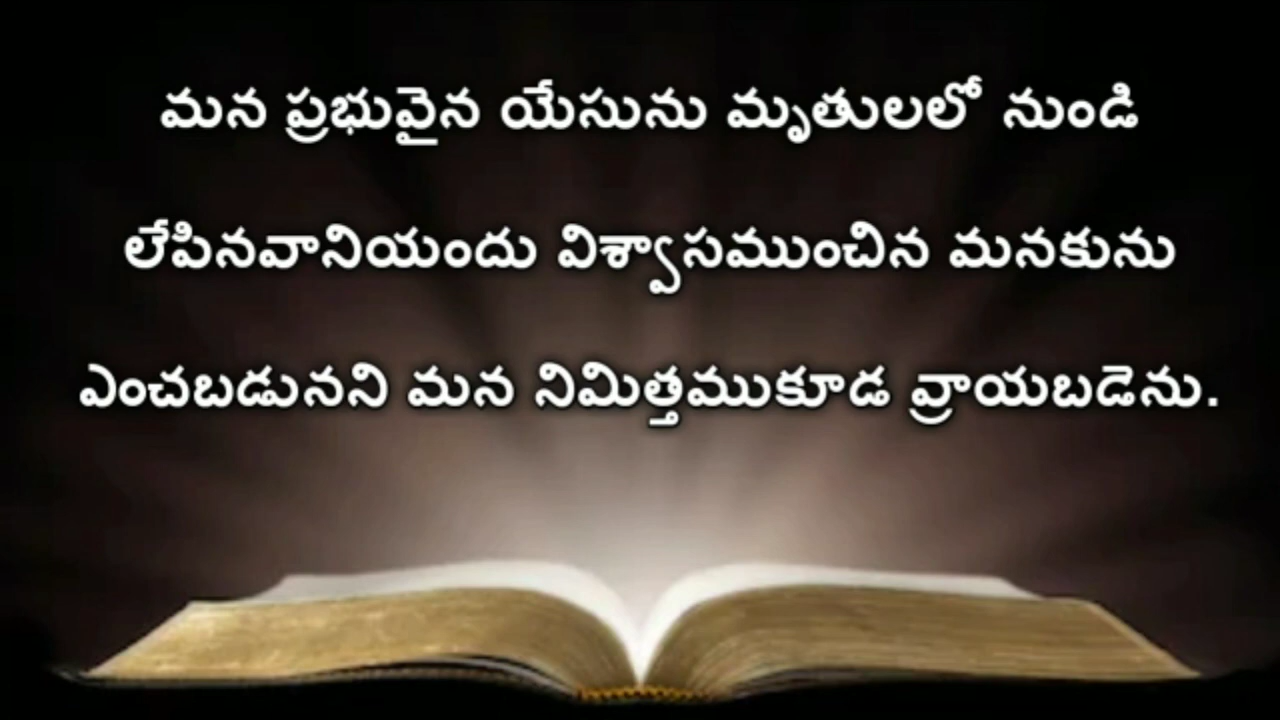 మన ప్రభువైన యేసును మృతులలో నుండి
లేపినవానియందు విశ్వాసముంచిన మనకును
ఎంచబడునని మన నిమిత్తముకూడ వ్రాయబడెను.